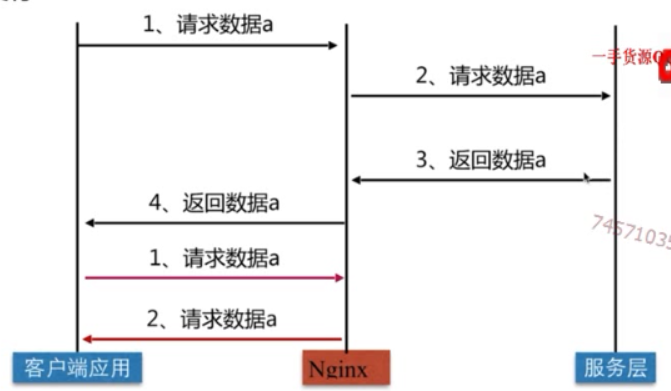 1、请求数据a
一手货源
2、请求数据a
3、返回数据a
4、返回数据a
7457103
1、请求数据a
2、请求数据a
客户端应用
Nginx
服务层